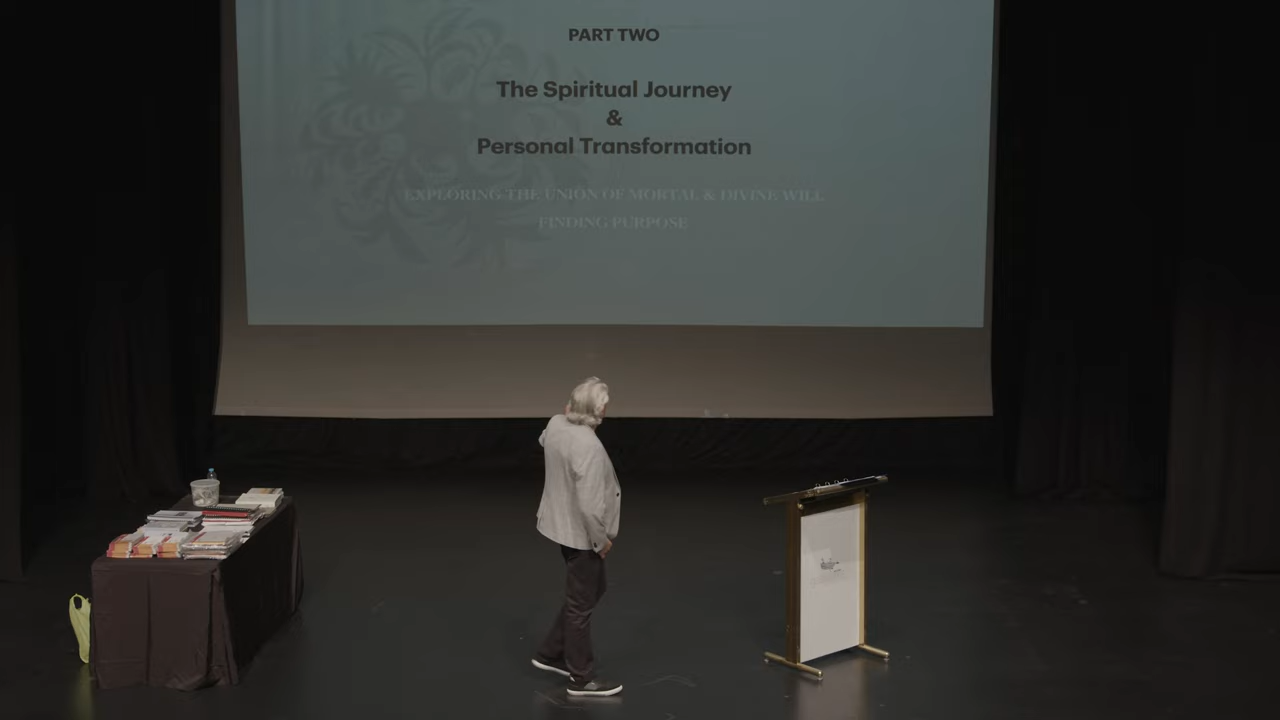 PART TWO
The Spiritual Journey
&
Personal Transformation
EXPLORING THE UNION OF MORTAL & DIVINE WILL
FINDING PURPOSE